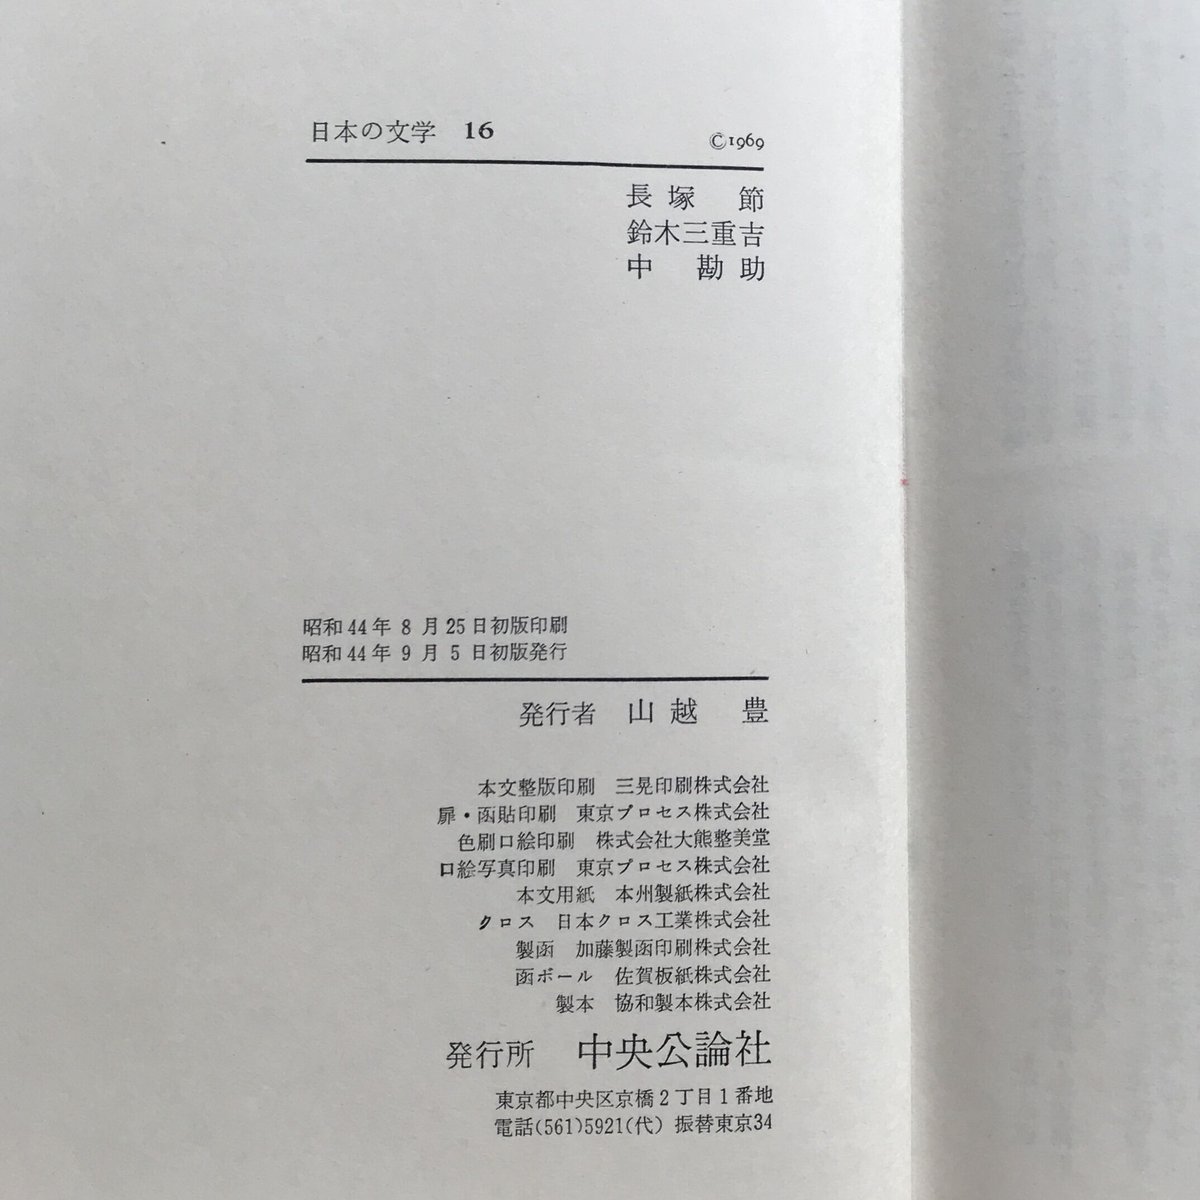 日本の文学 16
©1969
長塚 節
鈴木三重吉
中 勘助
昭和44年 8 月 25 日初版印刷
昭和44年 9 月 5 日初版発行
発行者 山越 豊
本文整版印刷 三晃印刷株式会社
扉・函貼印刷 東京プロセス株式会社
色刷口絵印刷 株式会社大熊整美堂
口絵写真印刷 東京プロセス株式会社
本文用紙 本州製紙株式会社
クロス 日本クロス工業株式会社
製函 加藤製函印刷株式会社
函ボール 佐賀板紙株式会社
製本 協和製本株式会社
発行所 中央公論社
東京都中央区京橋2丁目1番地
電話(561)5921(代) 振替東京34